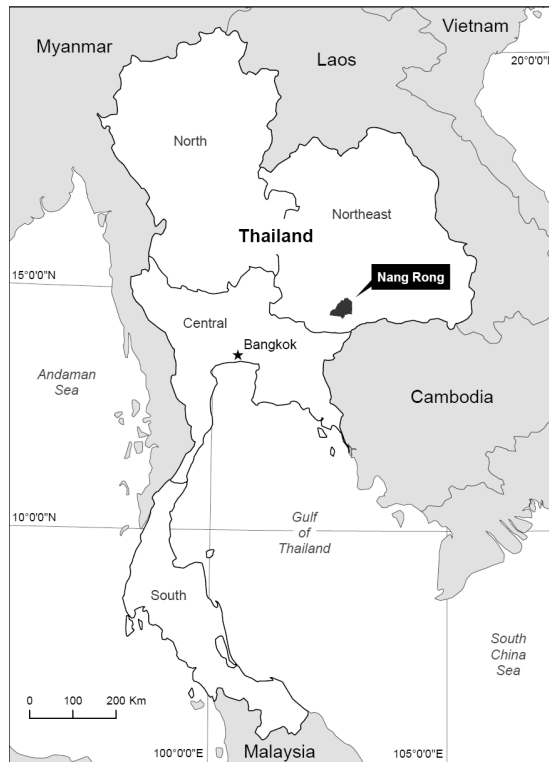 Vietnam
Myanmar
Laos
20°0'0"N
North
Northeast
Thailand
Nang Rong
15°0'0"N
Central
Bangkok
Andaman
Sea
Cambodia
10°0'0"N
Gulf
of
Thailand
South
South
China
Sea
0 100 200 Km
100°0'0"E
105°0'0"E
Malaysia